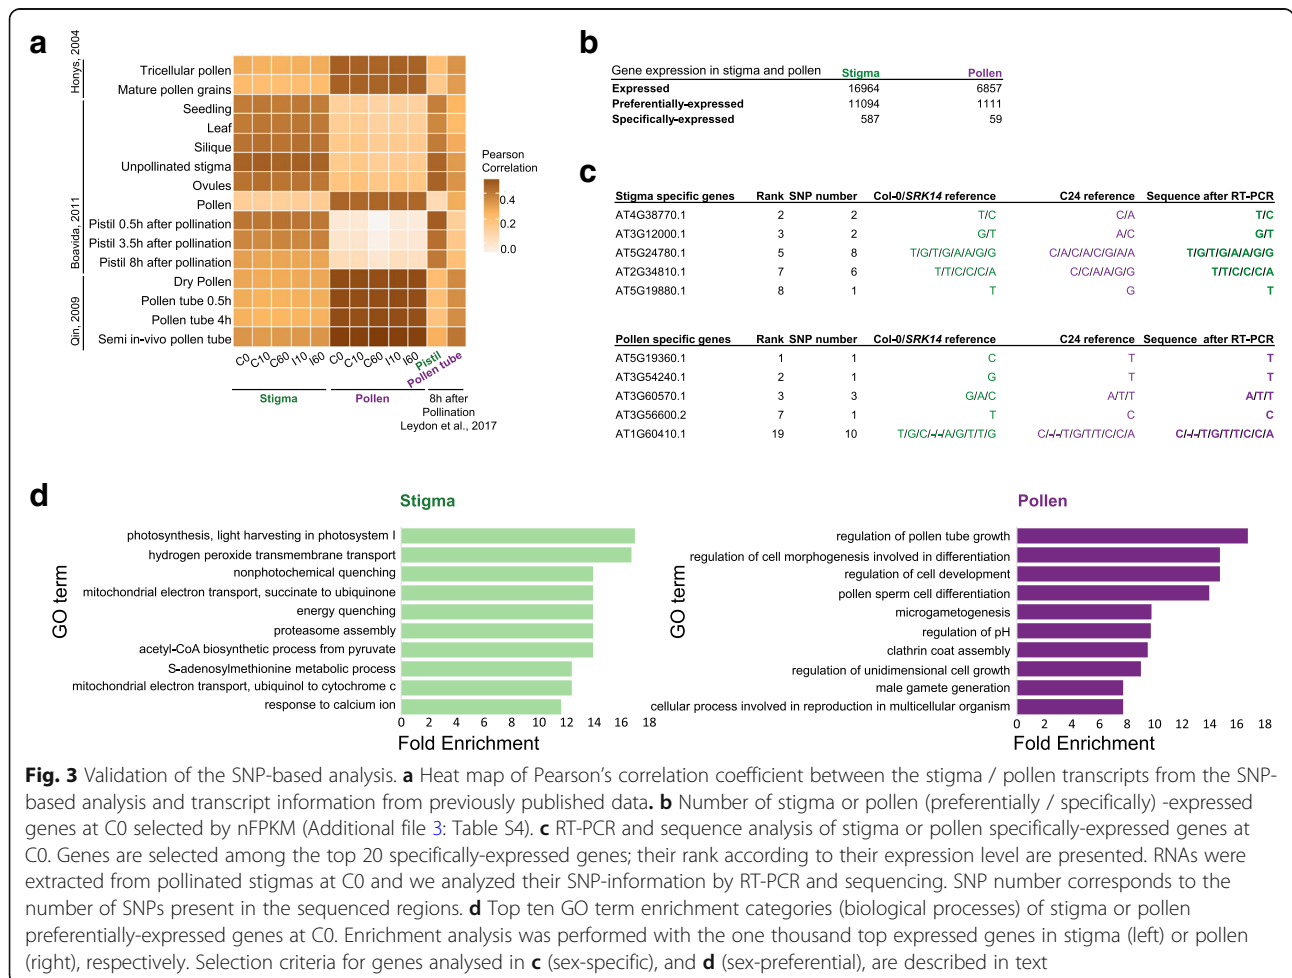 a
Honys, 2004
Boavida, 2011
Qin, 2009
Tricellular pollen
Mature pollen grains
Seedling
Leaf
Silique
Unpollinated stigma
Ovules
Pollen
Pistil 0.5h after pollination
Pistil 3.5h after pollination
Pistil 8h after pollination
Dry Pollen
Pollen tube 0.5h
Pollen tube 4h
Semi in-vivo pollen tube
C0 C10 C60 I10 I60 C0 C10 C60 I10 I60 Pistil Pollen tube
Stigma Pollen 8h after
Pollination
Leydon et al., 2017
Pearson
Correlation
0.4
0.2
0.0
b
Gene expression in stigma and pollen Stigma Pollen
Expressed 16964 6857
Preferentially-expressed 11094 1111
Specifically-expressed 587 59
c
Stigma specific genes Rank SNP number Col-0/SRK14 reference C24 reference Sequence after RT-PCR
AT4G38770.1 2 2 T/C C/A T/C
AT3G12000.1 3 2 G/T A/C G/T
AT5G24780.1 5 8 T/G/T/G/A/A/G/G C/A/C/A/C/G/A/A T/G/T/G/A/A/G/G
AT2G34810.1 7 6 T/T/C/C/C/A C/C/A/A/G/G T/T/C/C/C/A
AT5G19880.1 8 1 T G T
Pollen specific genes Rank SNP number Col-0/SRK14 reference C24 reference Sequence after RT-PCR
AT5G19360.1 1 1 C T T
AT3G54240.1 2 1 G T T
AT3G60570.1 3 3 G/A/C A/T/T A/T/T
AT3G56600.2 7 1 T C C
AT1G60410.1 19 10 T/G/C/-/-/A/G/T/T/G C/-/-/T/G/T/T/C/C/A C/-/-/T/G/T/T/C/C/A
d
Stigma
GO term
photosynthesis, light harvesting in photosystem I
hydrogen peroxide transmembrane transport
nonphotochemical quenching
mitochondrial electron transport, succinate to ubiquinone
energy quenching
proteasome assembly
acetyl-CoA biosynthetic process from pyruvate
S-adenosylmethionine metabolic process
mitochondrial electron transport, ubiquinol to cytochrome c
response to calcium ion
0 2 4 6 8 10 12 14 16 18
Fold Enrichment
Pollen
GO term
regulation of pollen tube growth
regulation of cell morphogenesis involved in differentiation
regulation of cell development
pollen sperm cell differentiation
microgametogenesis
regulation of pH
clathrin coat assembly
regulation of unidimensional cell growth
male gamete generation
cellular process involved in reproduction in multicellular organism
0 2 4 6 8 10 12 14 16 18
Fold Enrichment
Fig. 3 Validation of the SNP-based analysis. a Heat map of Pearson's correlation coefficient between the stigma / pollen transcripts from the SNP-
based analysis and transcript information from previously published data. b Number of stigma or pollen (preferentially / specifically) -expressed
genes at C0 selected by nFPKM (Additional file 3: Table S4). c RT-PCR and sequence analysis of stigma or pollen specifically-expressed genes at
C0. Genes are selected among the top 20 specifically-expressed genes; their rank according to their expression level are presented. RNAs were
extracted from pollinated stigmas at C0 and we analyzed their SNP-information by RT-PCR and sequencing. SNP number corresponds to the
number of SNPs present in the sequenced regions. d Top ten GO term enrichment categories (biological processes) of stigma or pollen
preferentially-expressed genes at C0. Enrichment analysis was performed with the one thousand top expressed genes in stigma (left) or pollen
(right), respectively. Selection criteria for genes analysed in c (sex-specific), and d (sex-preferential), are described in text